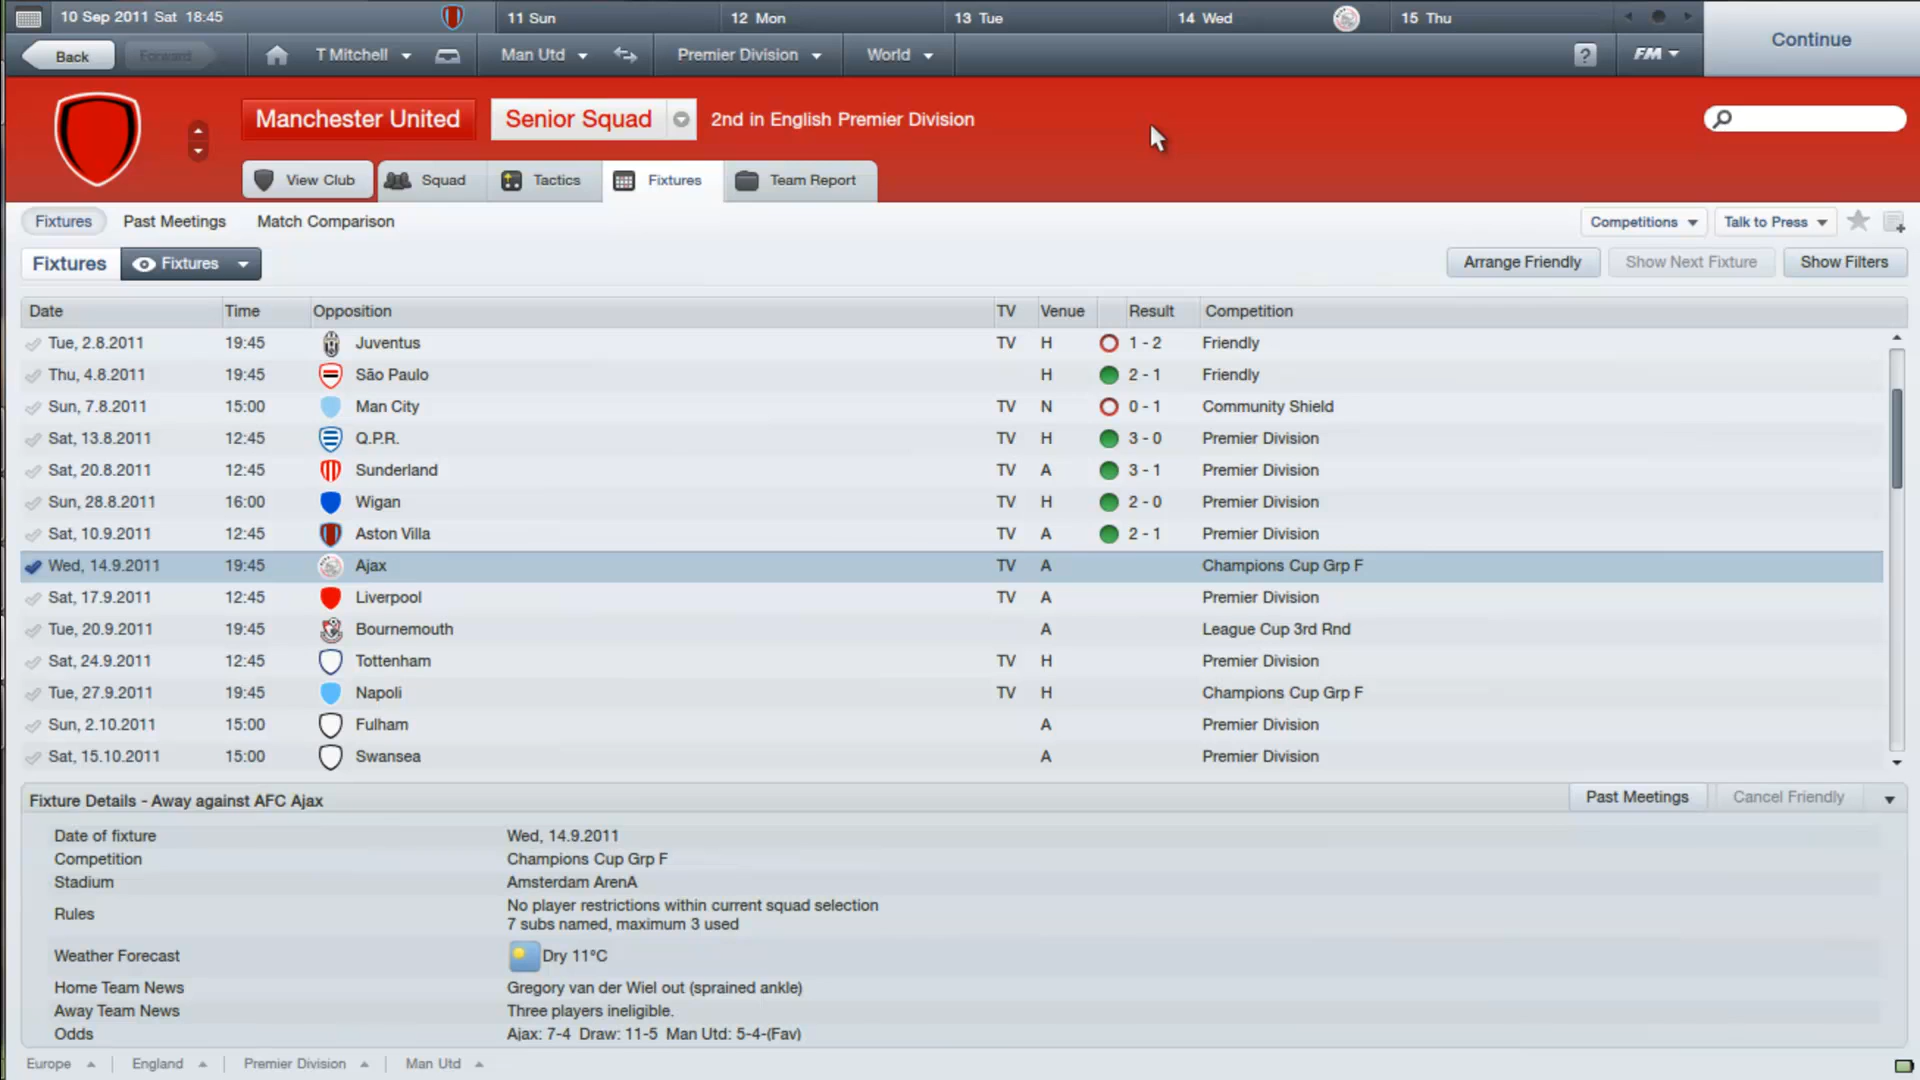 10 Sep 2011 Sat 18:45 11 Sun 12 Mon 13 Tue 14 Wed 15 Thu
Back Forward T Mitchell Man Utd Premier Division World ? FM Continue
Manchester United Senior Squad 2nd in English Premier Division
View Club Squad Tactics Fixtures Team Report
Fixtures Past Meetings Match Comparison Competitions Talk to Press
Fixtures Fixtures Arrange Friendly Show Next Fixture Show Filters
Date Time Opposition TV Venue Result Competition
Tue, 2.8.2011 19:45 Juventus TV H 1 - 2 Friendly
Thu, 4.8.2011 19:45 São Paulo H 2 - 1 Friendly
Sun, 7.8.2011 15:00 Man City TV N 0 - 1 Community Shield
Sat, 13.8.2011 12:45 Q.P.R. TV H 3 - 0 Premier Division
Sat, 20.8.2011 12:45 Sunderland TV A 3 - 1 Premier Division
Sun, 28.8.2011 16:00 Wigan TV H 2 - 0 Premier Division
Sat, 10.9.2011 12:45 Aston Villa TV A 2 - 1 Premier Division
Wed, 14.9.2011 19:45 Ajax TV A Champions Cup Grp F
Sat, 17.9.2011 12:45 Liverpool TV A Premier Division
Tue, 20.9.2011 19:45 Bournemouth A League Cup 3rd Rnd
Sat, 24.9.2011 12:45 Tottenham TV H Premier Division
Tue, 27.9.2011 19:45 Napoli TV H Champions Cup Grp F
Sun, 2.10.2011 15:00 Fulham A Premier Division
Sat, 15.10.2011 15:00 Swansea A Premier Division
Fixture Details - Away against AFC Ajax Past Meetings Cancel Friendly
Date of fixture Wed, 14.9.2011
Competition Champions Cup Grp F
Stadium Amsterdam ArenA
Rules No player restrictions within current squad selection
7 subs named, maximum 3 used
Weather Forecast Dry 11°C
Home Team News Gregory van der Wiel out (sprained ankle)
Away Team News Three players ineligible.
Odds Ajax: 7-4 Draw: 11-5 Man Utd: 5-4-(Fav)
Europe England Premier Division Man Utd